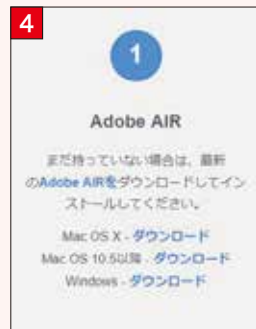 4
1
Adobe AIR
まだ持っていない場合は、最新
のAdobe AIRをダウンロードしてイン
ストールしてください。
Mac OS X - ダウンロード
Mac OS 10.5以降 - ダウンロード
Windows - ダウンロード